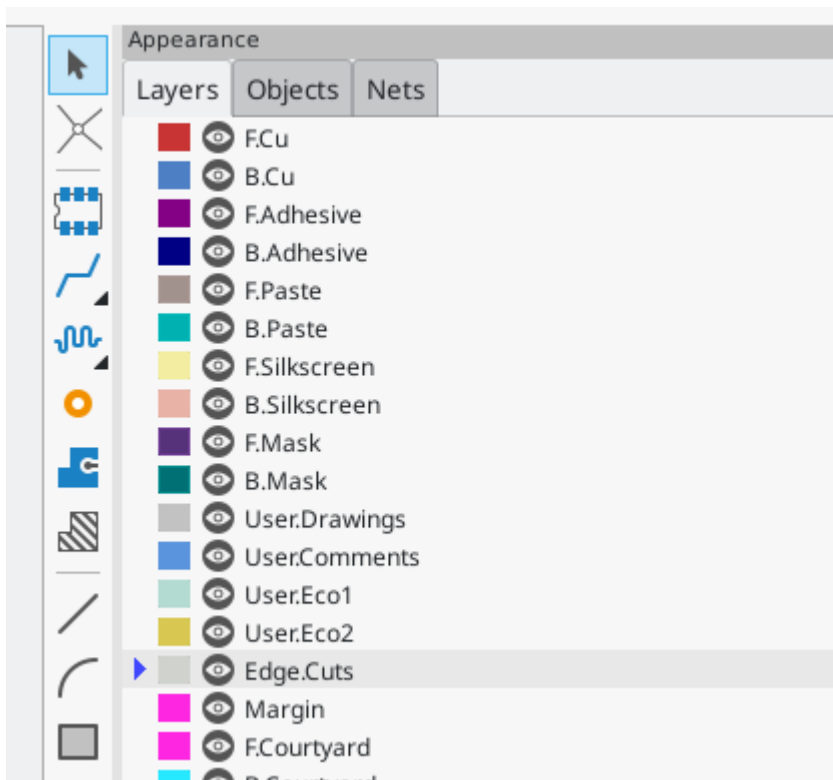 Appearance
Layers Objects Nets
F.Cu
B.Cu
F.Adhesive
B.Adhesive
F.Paste
B.Paste
F.Silkscreen
B.Silkscreen
F.Mask
B.Mask
User.Drawings
User.Comments
User.Eco1
User.Eco2
Edge.Cuts
Margin
F.Courtyard